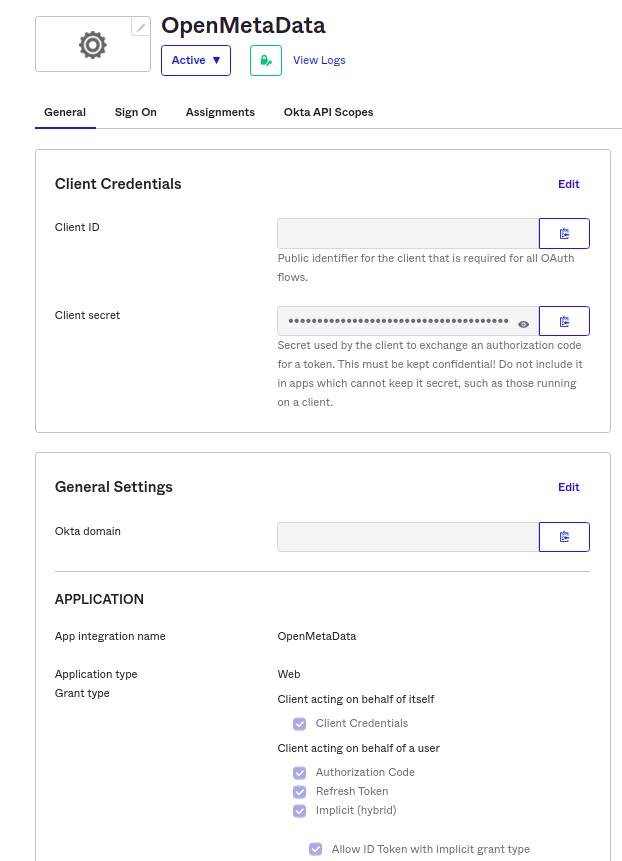 OpenMetaData
Active ▼
View Logs
General Sign On Assignments Okta API Scopes
Client Credentials
Edit
Client ID
Public identifier for the client that is required for all OAuth
flows.
Client secret
••••••••••••••••••••••••••••••••••••••••
Secret used by the client to exchange an authorization code
for a token. This must be kept confidential! Do not include it
in apps which cannot keep it secret, such as those running
on a client.
General Settings
Edit
Okta domain
APPLICATION
App integration name
OpenMetaData
Application type
Web
Grant type
Client acting on behalf of itself
Client Credentials
Client acting on behalf of a user
Authorization Code
Refresh Token
Implicit (hybrid)
Allow ID Token with implicit grant type